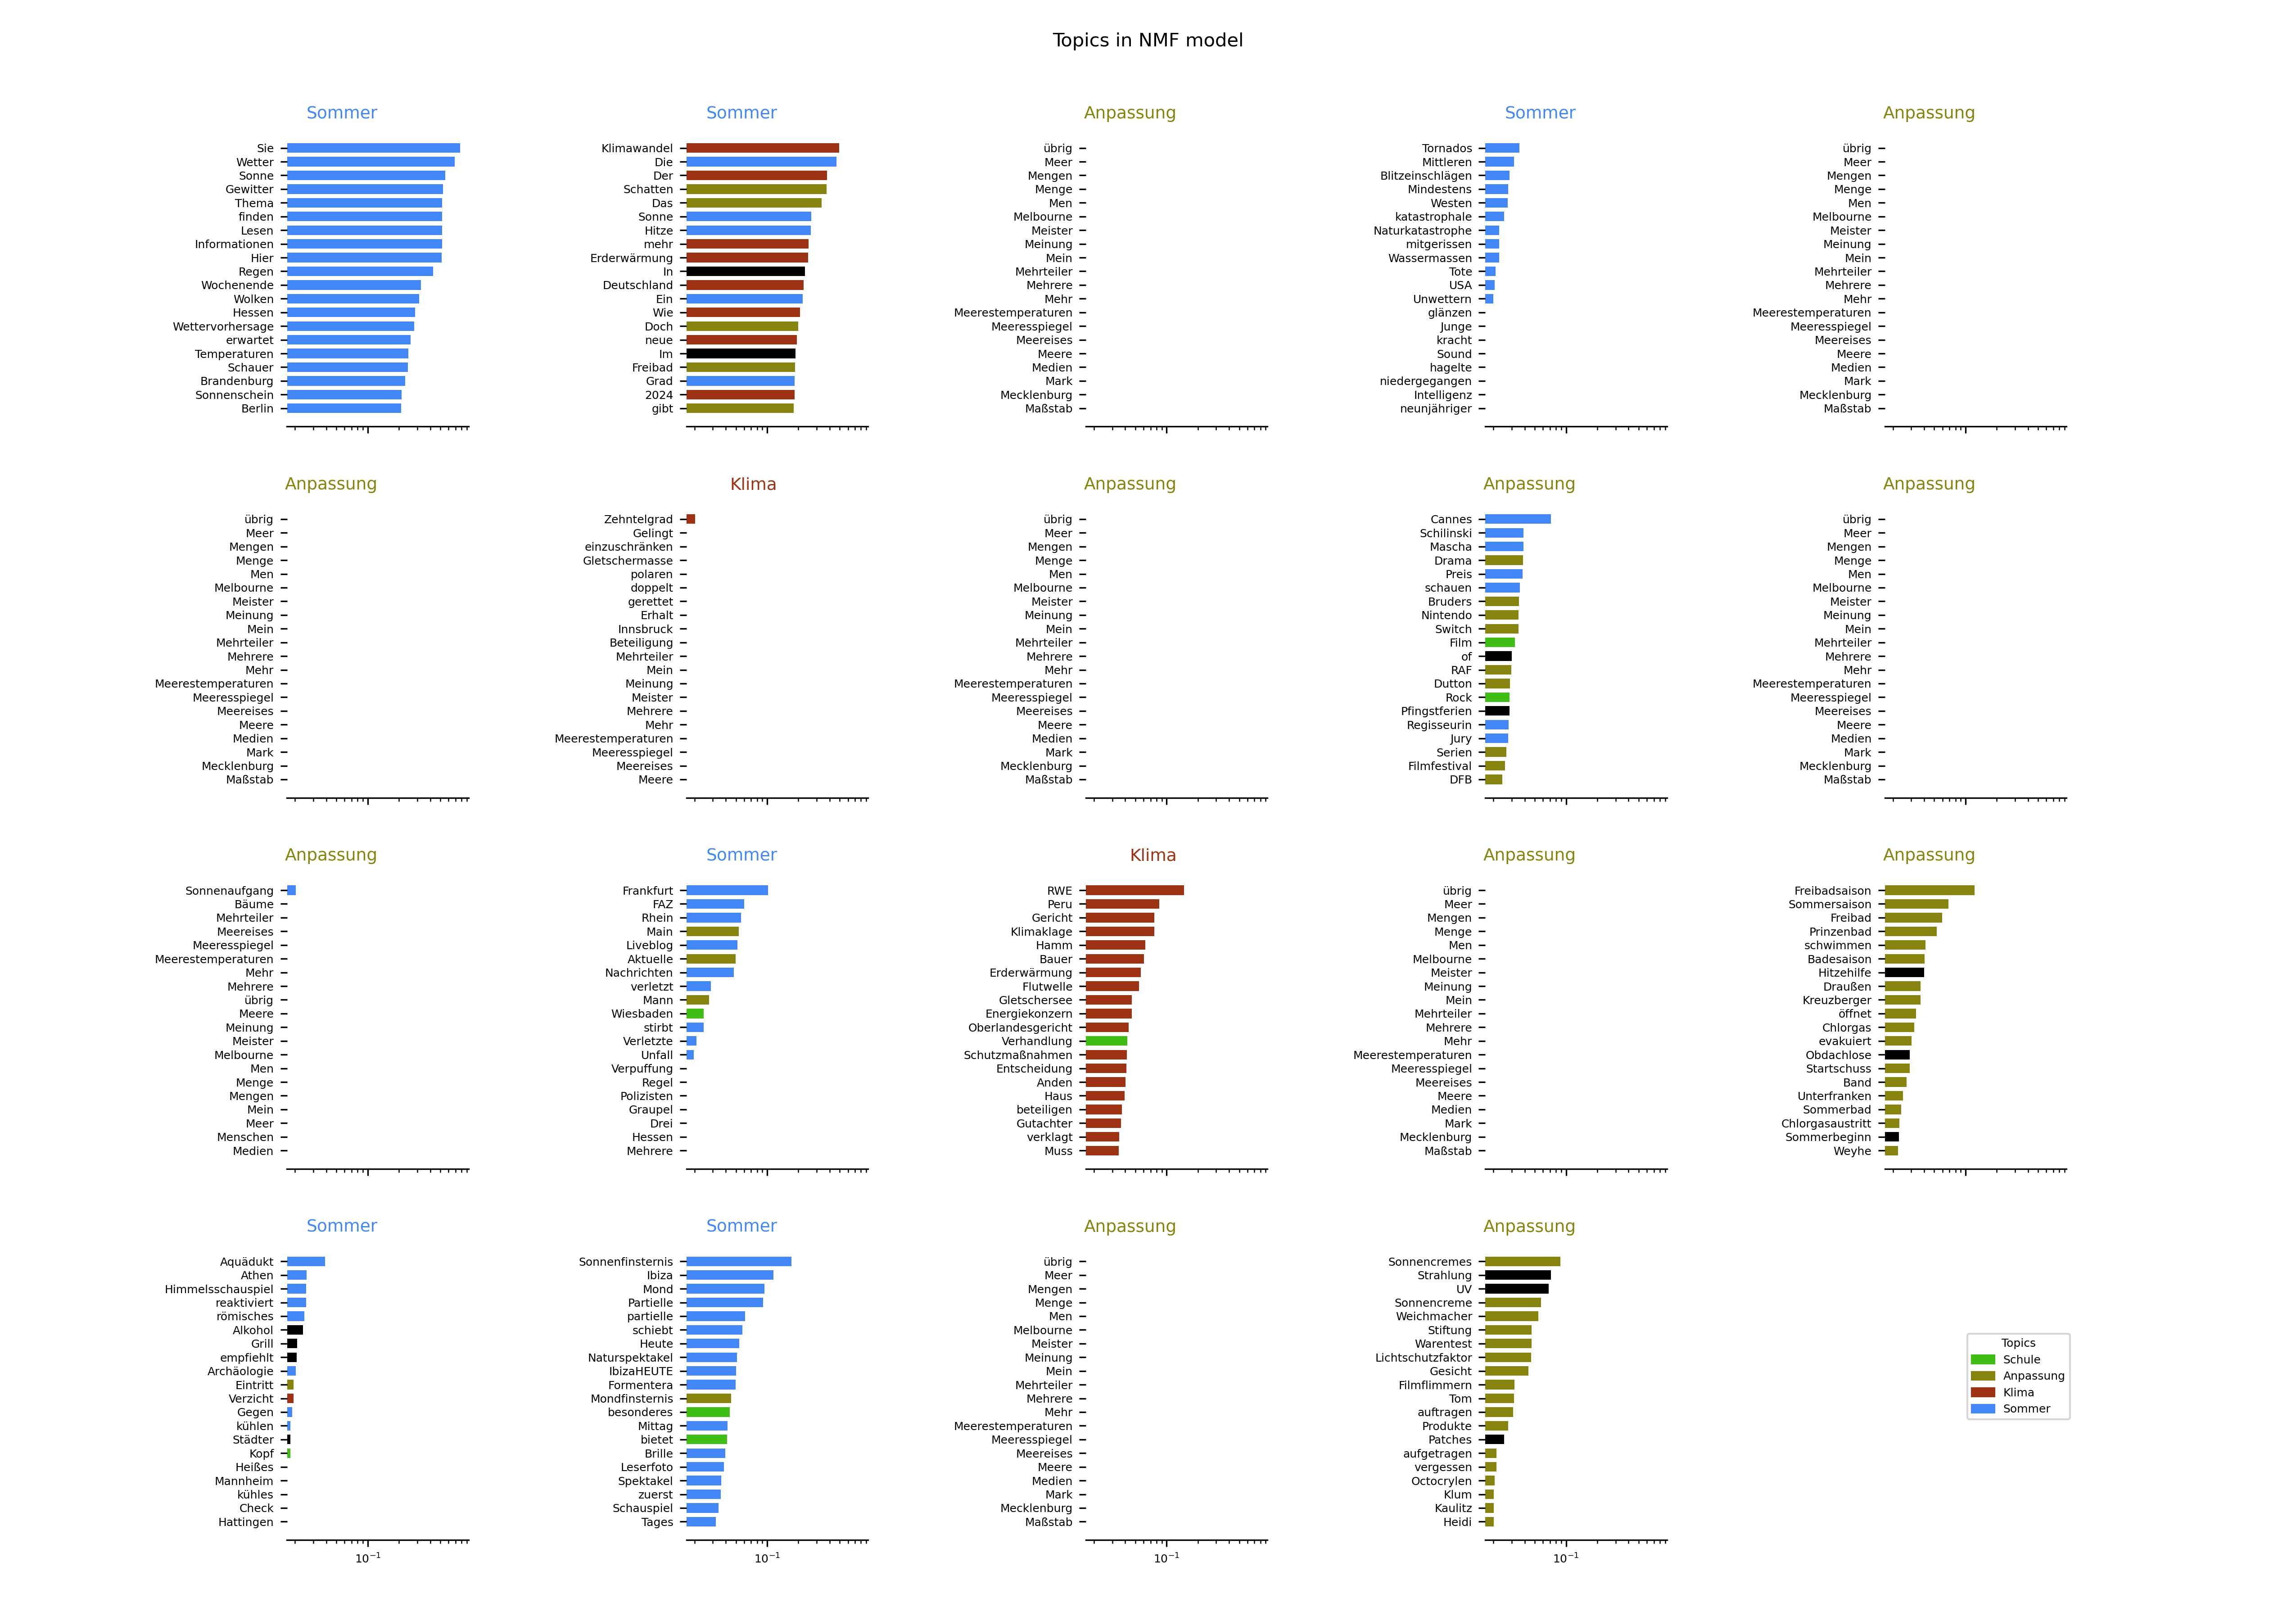 Topics in NMF model
Sommer
Sie
Wetter
Sonne
Gewitter
Thema
finden
Lesen
Informationen
Hier
Regen
Wochenende
Wolken
Hessen
Wettervorhersage
erwartet
Temperaturen
Schauer
Brandenburg
Sonnenschein
Berlin
Sommer
Klimawandel
Die
Der
Schatten
Das
Sonne
Hitze
mehr
Erderwärmung
In
Deutschland
Ein
Wie
Doch
neue
Im
Freibad
Grad
2024
gibt
Anpassung
übrig
Meer
Mengen
Menge
Men
Melbourne
Meister
Meinung
Mein
Mehrteiler
Mehrere
Mehr
Meerestemperaturen
Meeresspiegel
Meereises
Meere
Medien
Mark
Mecklenburg
Maßstab
Sommer
Tornados
Mittleren
Blitzeinschlägen
Mindestens
Westen
katastrophale
Naturkatastrophe
mitgerissen
Wassermassen
Tote
USA
Unwettern
glänzen
Junge
kracht
Sound
hagelte
niedergegangen
Intelligenz
neunjähriger
Anpassung
übrig
Meer
Mengen
Menge
Men
Melbourne
Meister
Meinung
Mein
Mehrteiler
Mehrere
Mehr
Meerestemperaturen
Meeresspiegel
Meereises
Meere
Medien
Mark
Mecklenburg
Maßstab
Anpassung
übrig
Meer
Mengen
Menge
Men
Melbourne
Meister
Meinung
Mein
Mehrteiler
Mehrere
Mehr
Meerestemperaturen
Meeresspiegel
Meereises
Meere
Medien
Mark
Mecklenburg
Maßstab
Klima
Zehntelgrad
Gelingt
einzuschränken
Gletschermasse
polaren
doppelt
gerettet
Erhalt
Innsbruck
Beteiligung
Mehrteiler
Mein
Meinung
Meister
Mehrere
Mehr
Meerestemperaturen
Meeresspiegel
Meereises
Meere
Anpassung
übrig
Meer
Mengen
Menge
Men
Melbourne
Meister
Meinung
Mein
Mehrteiler
Mehrere
Mehr
Meerestemperaturen
Meeresspiegel
Meereises
Meere
Medien
Mark
Mecklenburg
Maßstab
Anpassung
Cannes
Schilinski
Mascha
Drama
Preis
schauen
Bruders
Nintendo
Switch
Film
of
RAF
Dutton
Rock
Pfingstferien
Regisseurin
Jury
Serien
Filmfestival
DFB
Anpassung
übrig
Meer
Mengen
Menge
Men
Melbourne
Meister
Meinung
Mein
Mehrteiler
Mehrere
Mehr
Meerestemperaturen
Meeresspiegel
Meereises
Meere
Medien
Mark
Mecklenburg
Maßstab
Anpassung
Sonnenaufgang
Bäume
Mehrteiler
Meereises
Meeresspiegel
Meerestemperaturen
Mehr
Mehrere
übrig
Meere
Meinung
Meister
Melbourne
Men
Menge
Mengen
Mein
Meer
Menschen
Medien
Sommer
Frankfurt
FAZ
Rhein
Main
Liveblog
Aktuelle
Nachrichten
verletzt
Mann
Wiesbaden
stirbt
Verletzte
Unfall
Verpuffung
Regel
Polizisten
Graupel
Drei
Hessen
Mehrere
Klima
RWE
Peru
Gericht
Klimaklage
Hamm
Bauer
Erderwärmung
Flutwelle
Gletschersee
Energiekonzern
Oberlandesgericht
Verhandlung
Schutzmaßnahmen
Entscheidung
Anden
Haus
beteiligen
Gutachter
verklagt
Muss
Anpassung
übrig
Meer
Mengen
Menge
Men
Melbourne
Meister
Meinung
Mein
Mehrteiler
Mehrere
Mehr
Meerestemperaturen
Meeresspiegel
Meereises
Meere
Medien
Mark
Mecklenburg
Maßstab
Anpassung
Freibadsaison
Sommersaison
Freibad
Prinzenbad
schwimmen
Badesaison
Hitzehilfe
Draußen
Kreuzberger
öffnet
Chlorgas
evakuiert
Obdachlose
Startschuss
Band
Unterfranken
Sommerbad
Chlorgasaustritt
Sommerbeginn
Weyhe
Sommer
Aquädukt
Athen
Himmelsschauspiel
reaktiviert
römisches
Alkohol
Grill
empfiehlt
Archäologie
Eintritt
Verzicht
Gegen
kühlen
Städter
Kopf
Heißes
Mannheim
kühles
Check
Hattingen
10⁻¹
Sommer
Sonnenfinsternis
Ibiza
Mond
Partielle
partielle
schiebt
Heute
Naturspektakel
IbizaHEUTE
Formentera
Mondfinsternis
besonderes
Mittag
bietet
Brille
Leserfoto
Spektakel
zuerst
Schauspiel
Tages
10⁻¹
Anpassung
übrig
Meer
Mengen
Menge
Men
Melbourne
Meister
Meinung
Mein
Mehrteiler
Mehrere
Mehr
Meerestemperaturen
Meeresspiegel
Meereises
Meere
Medien
Mark
Mecklenburg
Maßstab
10⁻¹
Anpassung
Sonnencremes
Strahlung
UV
Sonnencreme
Weichmacher
Stiftung
Warentest
Lichtschutzfaktor
Gesicht
Filmflimmern
Tom
auftragen
Produkte
Patches
aufgetragen
vergessen
Octocrylen
Klum
Kaulitz
Heidi
10⁻¹
Topics
Schule
Anpassung
Klima
Sommer